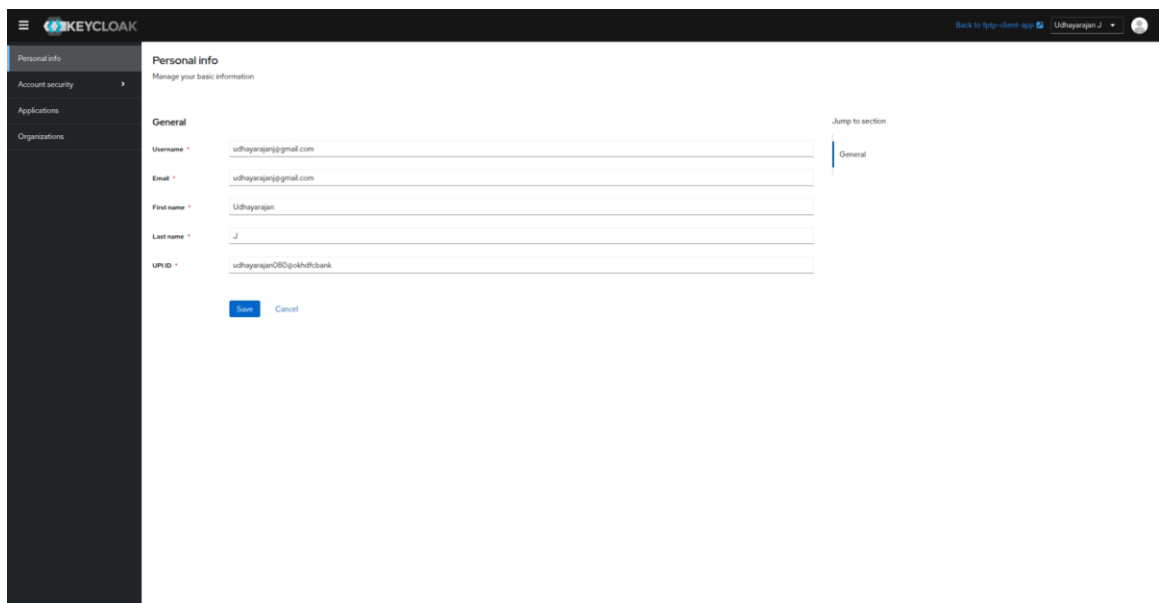 KEYCLOAK
Back to fptp-client-app
Udhayarajan J
Personal info
Account security
Applications
Organizations
Personal info
Manage your basic information
General
Username *
udhayarajanj@gmail.com
Email *
udhayarajanj@gmail.com
First name *
Udhayarajan
Last name *
J
UPI ID *
udhayarajan080@okhdfcbank
Save
Cancel
Jump to section
General